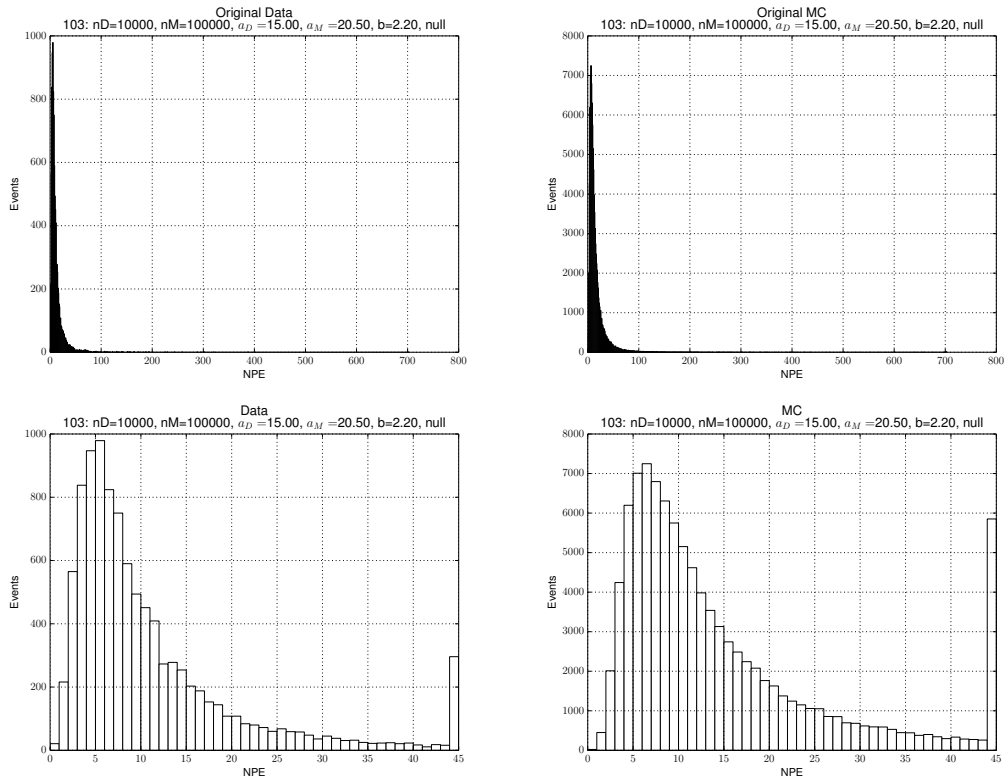 Original Data
103: nD=10000, nM=100000, a_D =15.00, a_M =20.50, b=2.20, null
1000
800
600
400
200
0
Events
0 100 200 300 400 500 600 700 800
NPE
Original MC
103: nD=10000, nM=100000, a_D =15.00, a_M =20.50, b=2.20, null
8000
7000
6000
5000
4000
3000
2000
1000
0
Events
0 100 200 300 400 500 600 700 800
NPE
Data
103: nD=10000, nM=100000, a_D =15.00, a_M =20.50, b=2.20, null
1000
800
600
400
200
0
Events
0 5 10 15 20 25 30 35 40 45
NPE
MC
103: nD=10000, nM=100000, a_D =15.00, a_M =20.50, b=2.20, null
8000
7000
6000
5000
4000
3000
2000
1000
0
Events
0 5 10 15 20 25 30 35 40 45
NPE